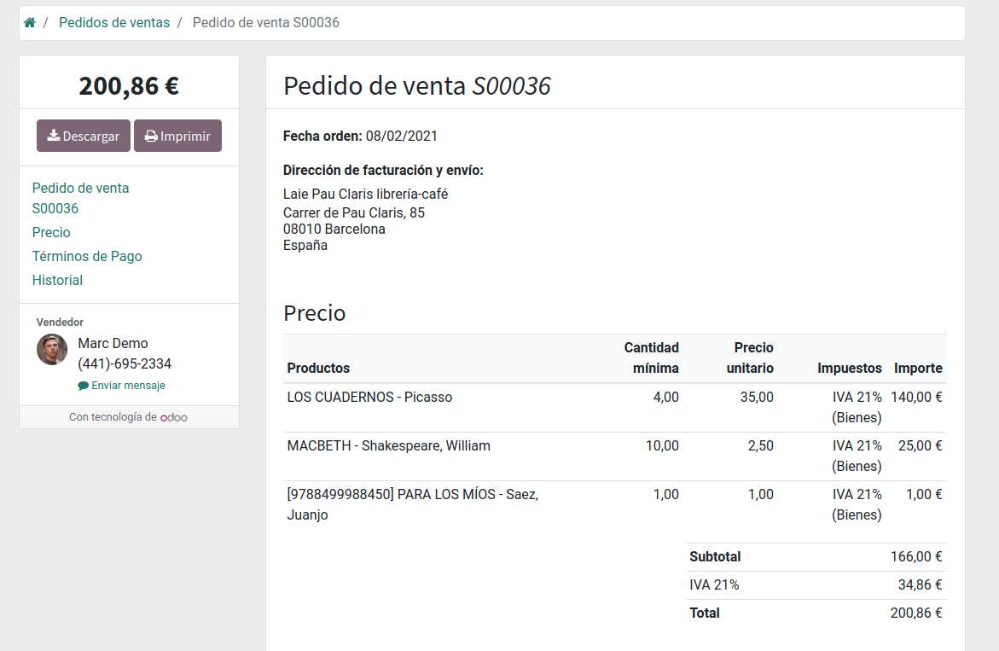 / Pedidos de ventas / Pedido de venta S00036
200,86 €
Descargar Imprimir
Pedido de venta
S00036
Precio
Términos de Pago
Historial
Vendedor
Marc Demo
(441)-695-2334
Enviar mensaje
Con tecnología de odoo
Pedido de venta S00036
Fecha orden: 08/02/2021
Dirección de facturación y envío:
Laie Pau Claris librería-café
Carrer de Pau Claris, 85
08010 Barcelona
España
Precio
Cantidad Precio
Productos mínima unitario Impuestos Importe
LOS CUADERNOS - Picasso 4,00 35,00 IVA 21% 140,00 €
(Bienes)
MACBETH - Shakespeare, William 10,00 2,50 IVA 21% 25,00 €
(Bienes)
[9788499988450] PARA LOS MÍOS - Saez, 1,00 1,00 IVA 21% 1,00 €
Juanjo (Bienes)
Subtotal 166,00 €
IVA 21% 34,86 €
Total 200,86 €